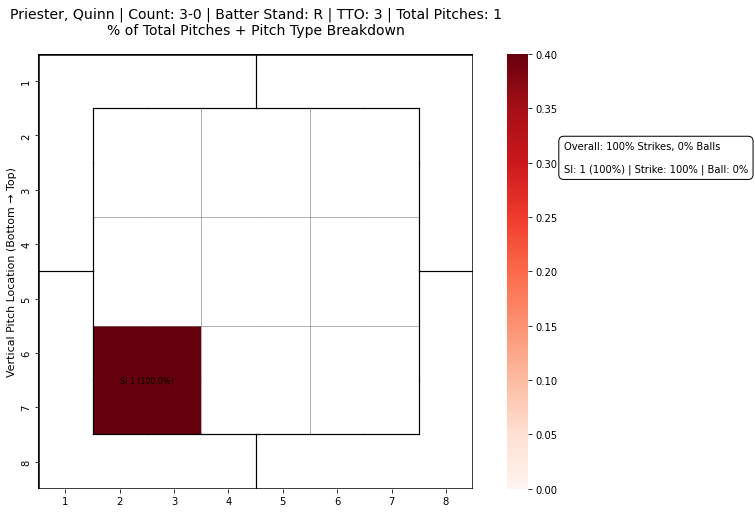 Priester, Quinn | Count: 3-0 | Batter Stand: R | TTO: 3 | Total Pitches: 1
% of Total Pitches + Pitch Type Breakdown
Vertical Pitch Location (Bottom → Top)
1
2
3
4
5
6
7
8
SI 1 (100.0%)
1 2 3 4 5 6 7 8
0.40
0.35
0.30
0.25
0.20
0.15
0.10
0.05
0.00
Overall: 100% Strikes, 0% Balls
SI: 1 (100%) | Strike: 100% | Ball: 0%